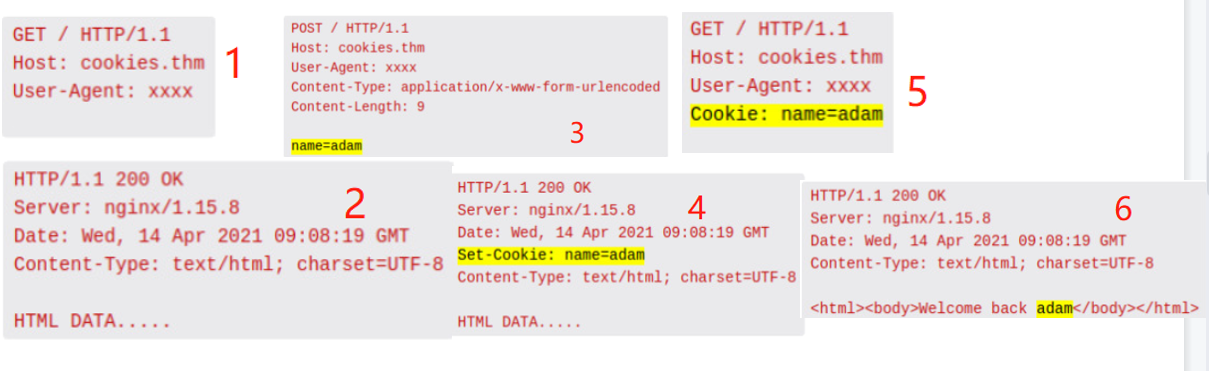 GET / HTTP/1.1
Host: cookies.thm
User-Agent: xxxx
1
HTTP/1.1 200 OK
Server: nginx/1.15.8
Date: Wed, 14 Apr 2021 09:08:19 GMT
Content-Type: text/html; charset=UTF-8
HTML DATA.....
2
POST / HTTP/1.1
Host: cookies.thm
User-Agent: xxxx
Content-Type: application/x-www-form-urlencoded
Content-Length: 9
name=adam
3
HTTP/1.1 200 OK
Server: nginx/1.15.8
Date: Wed, 14 Apr 2021 09:08:19 GMT
Set-Cookie: name=adam
Content-Type: text/html; charset=UTF-8
HTML DATA.....
4
GET / HTTP/1.1
Host: cookies.thm
User-Agent: xxxx
Cookie: name=adam
5
HTTP/1.1 200 OK
Server: nginx/1.15.8
Date: Wed, 14 Apr 2021 09:08:19 GMT
Content-Type: text/html; charset=UTF-8
<html><body>Welcome back adam</body></html>
6